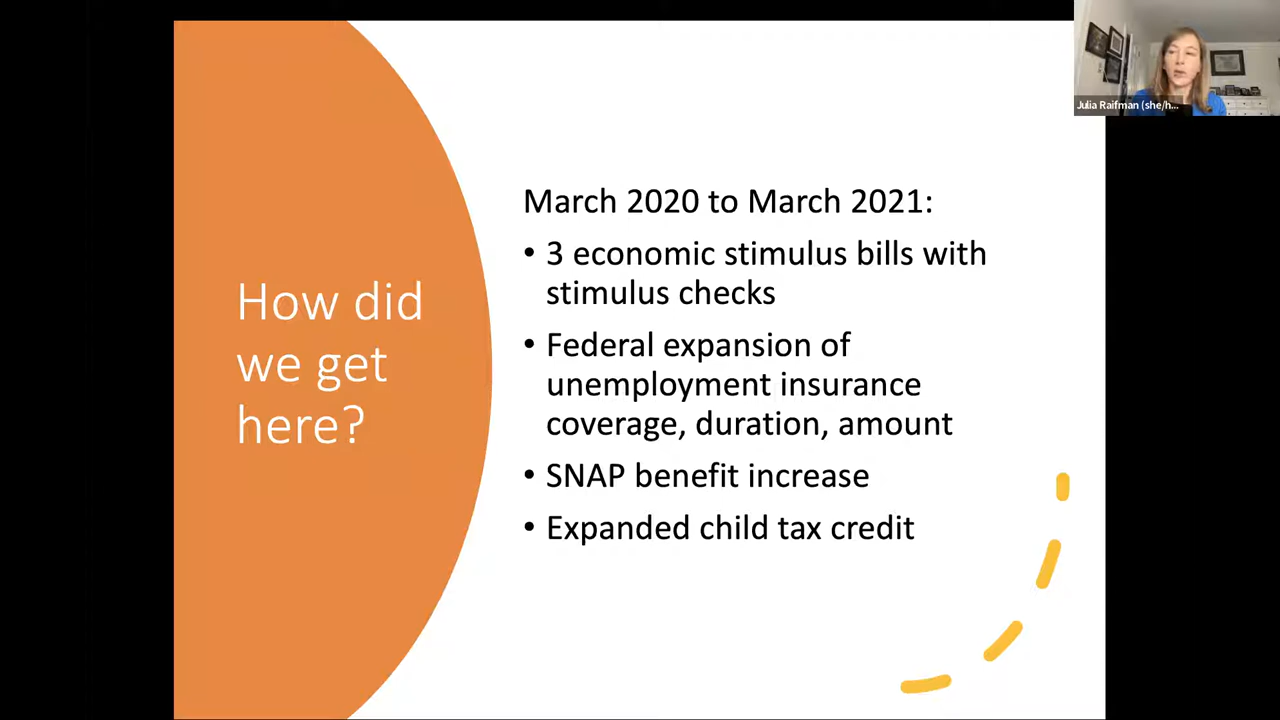 Julia Raifman (she/h...
How did
we get
here?
March 2020 to March 2021:
• 3 economic stimulus bills with
stimulus checks
• Federal expansion of
unemployment insurance
coverage, duration, amount
• SNAP benefit increase
• Expanded child tax credit